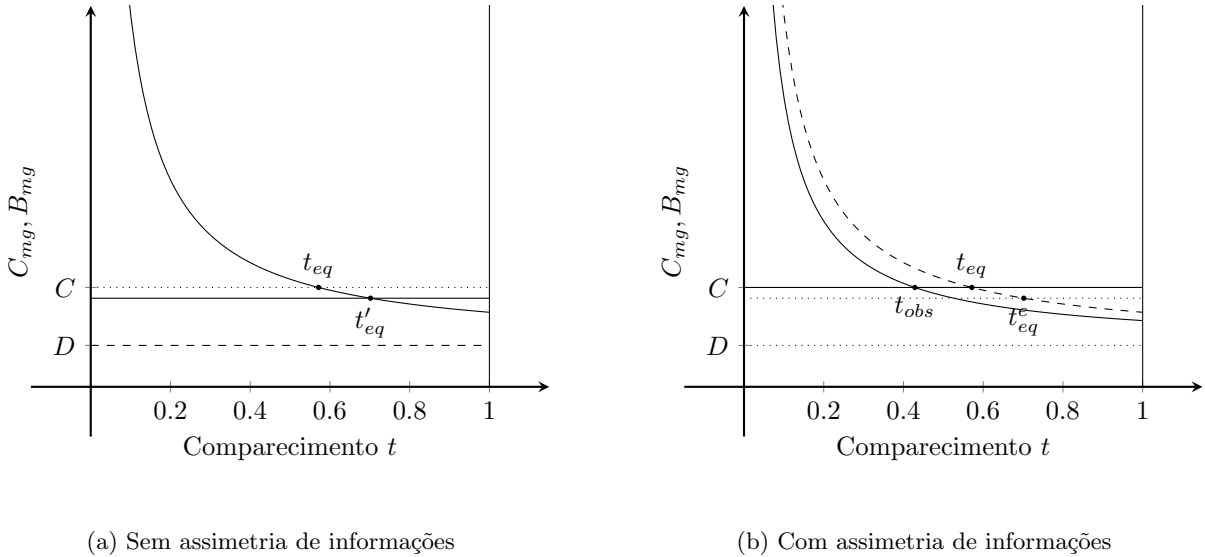 C_{mg}, B_{mg}
t_{eq}
C
t'_{eq}
D
0.2 0.4 0.6 0.8 1
Comparecimento t
(a) Sem assimetria de informações
C_{mg}, B_{mg}
t_{eq}
C
t_{obs} t^{e}_{eq}
D
0.2 0.4 0.6 0.8 1
Comparecimento t
(b) Com assimetria de informações